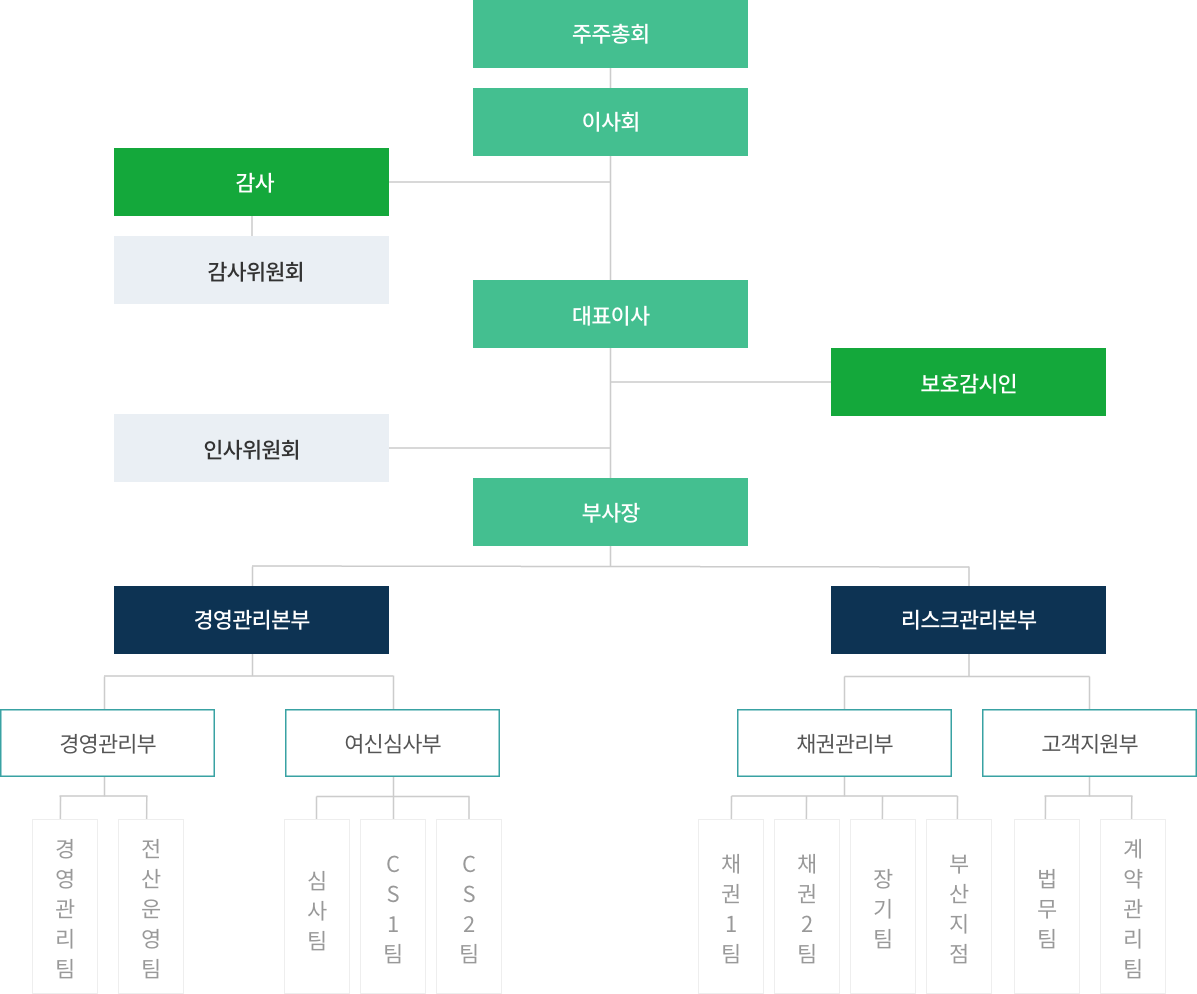 주주총회
이사회
감사
감사위원회
대표이사
보호감시인
인사위원회
부사장
경영관리본부
리스크관리본부
경영관리부
여신심사부
채권관리부
고객지원부
경영관리팀
전산운영팀
심사팀
CS1팀
CS2팀
채권1팀
채권2팀
장기팀
부산지점
법무팀
계약관리팀